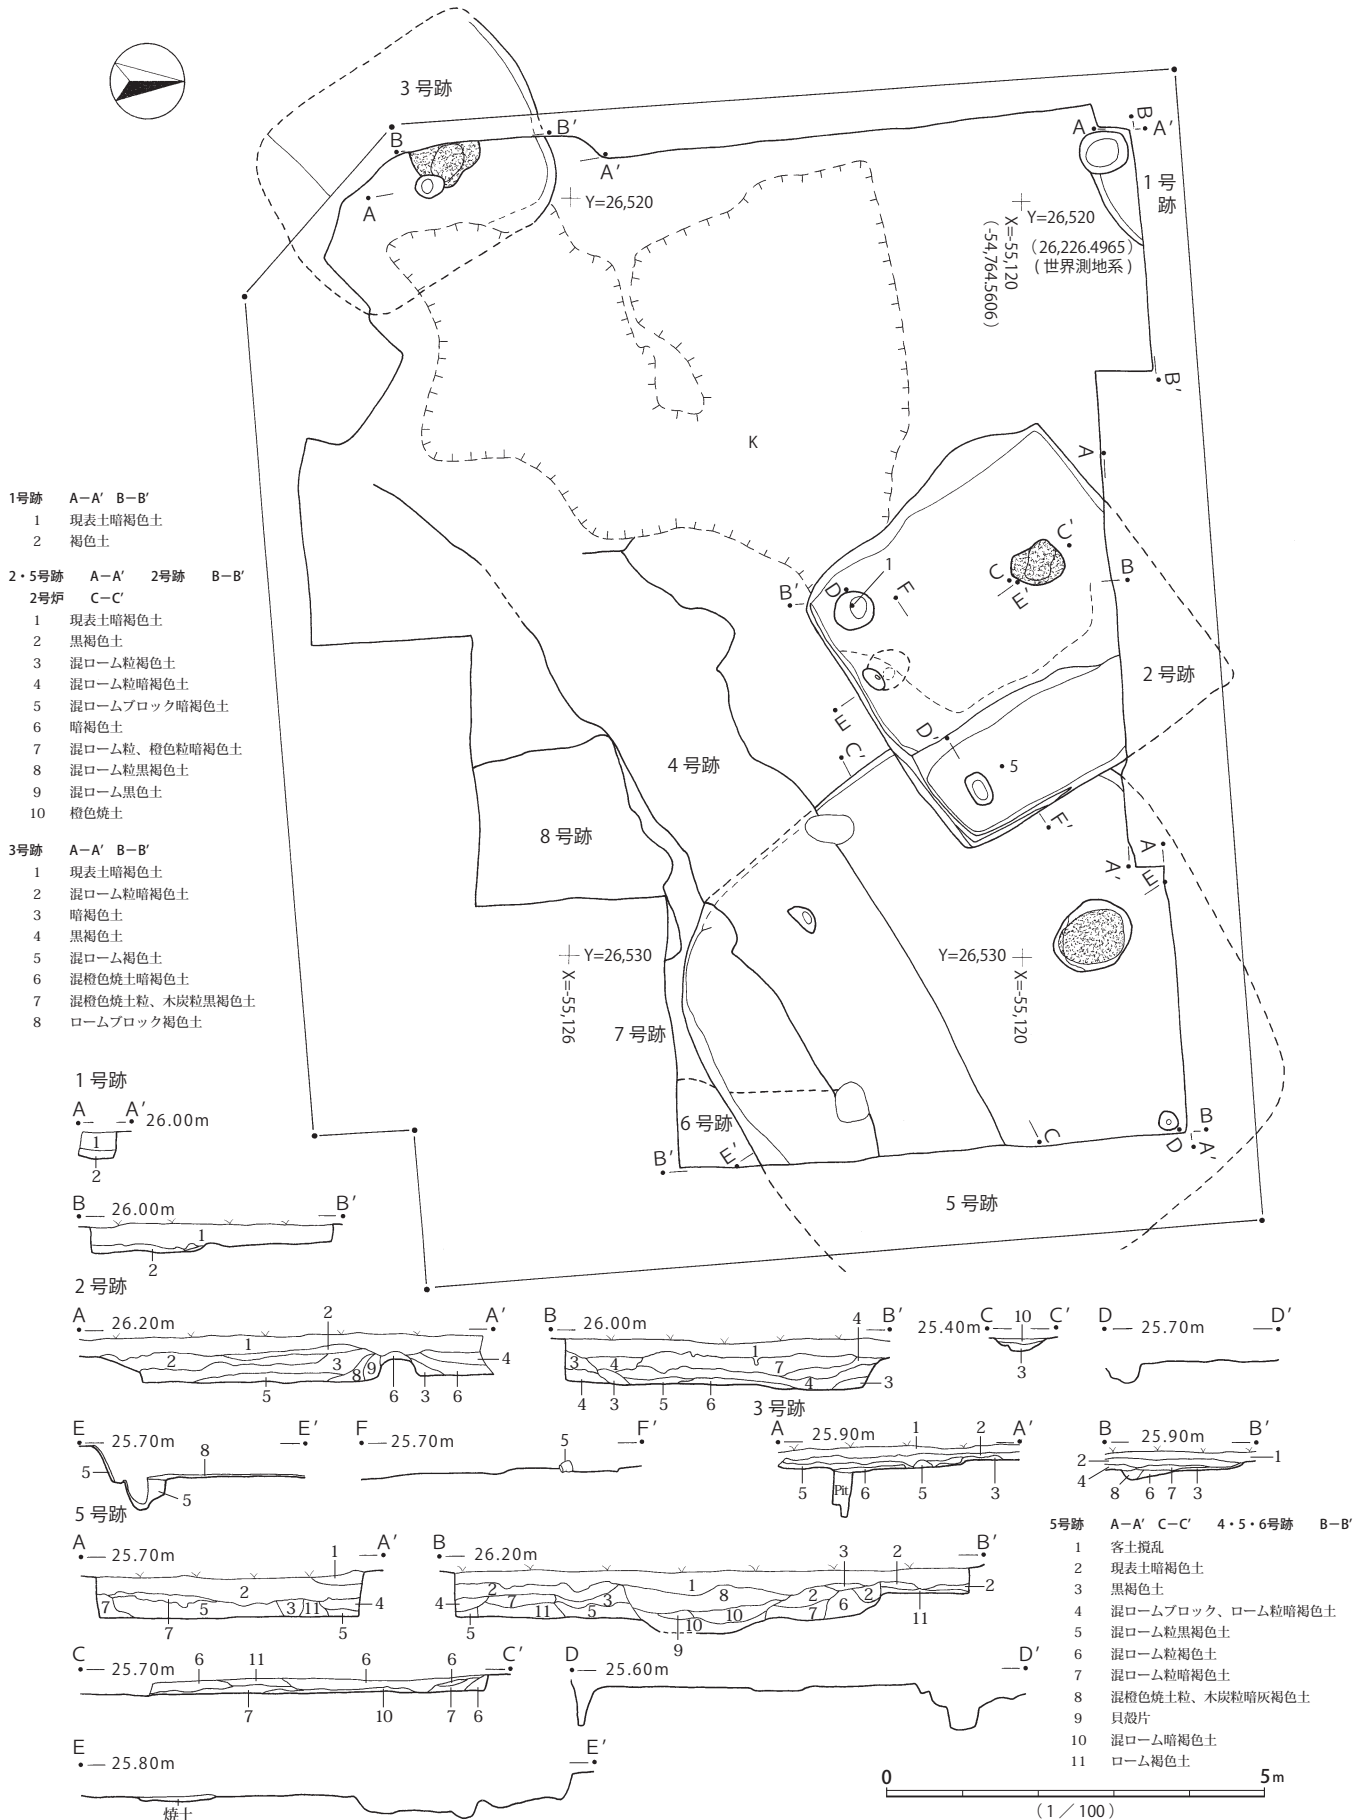 3 号跡
B
B′
A
A′
Y=26,520
A
B
A′
1号跡
Y=26,520
X=-55,120
(-54,764.5606)
(26,226.4965)
(世界測地系)
B′
K
A
C′
C
E′
B
B′
D
1
F
2 号跡
E
C′
D′
5
F′
4 号跡
8 号跡
A
A′
E
Y=26,530
X=-55,126
Y=26,530
X=-55,120
7 号跡
6 号跡
B′
E′
C
D
B
A′
5 号跡
1号跡 A−A′ B−B′
1 現表土暗褐色土
2 褐色土
2・5号跡 A−A′ 2号跡 B−B′
2号炉 C−C′
1 現表土暗褐色土
2 黒褐色土
3 混ローム粒褐色土
4 混ローム粒暗褐色土
5 混ロームブロック暗褐色土
6 暗褐色土
7 混ローム粒、橙色粒暗褐色土
8 混ローム粒黒褐色土
9 混ローム黒色土
10 橙色焼土
3号跡 A−A′ B−B′
1 現表土暗褐色土
2 混ローム粒暗褐色土
3 暗褐色土
4 黒褐色土
5 混ローム褐色土
6 混橙色焼土暗褐色土
7 混橙色焼土粒、木炭粒黒褐色土
8 ロームブロック褐色土
1 号跡
A A′ 26.00m
1
2
B 26.00m B′
1
2
2 号跡
A 26.20m 2 A′
1
2 3 8 9 4
5 6 3 6
B 26.00m 4 B′
3 4 1 7 4
4 3 5 6 3
25.40m C 10 C′
3
D 25.70m D′
E 25.70m E′
8
5
5
F 25.70m 5 F′
3 号跡
A 25.90m 1 2 A′
5 Pit 6 5 3
B 25.90m B′
2 1
4
8 6 7 3
5 号跡
A 25.70m 1 A′
2
7 5 3 11 4
7 5
B 26.20m 3 2 B′
2 7 3 1 8 2 6 2 2
4 11 5 10 10 7 11
5 9
C 25.70m 6 11 6 6 C′
7 10 7 6
D 25.60m D′
E 25.80m E′
焼土
5号跡 A−A′ C−C′ 4・5・6号跡 B−B′
1 客土撹乱
2 現表土暗褐色土
3 黒褐色土
4 混ロームブロック、ローム粒暗褐色土
5 混ローム粒黒褐色土
6 混ローム粒褐色土
7 混ローム粒暗褐色土
8 混橙色焼土粒、木炭粒暗灰褐色土
9 貝殻片
10 混ローム暗褐色土
11 ローム褐色土
0 5m
(1／100)